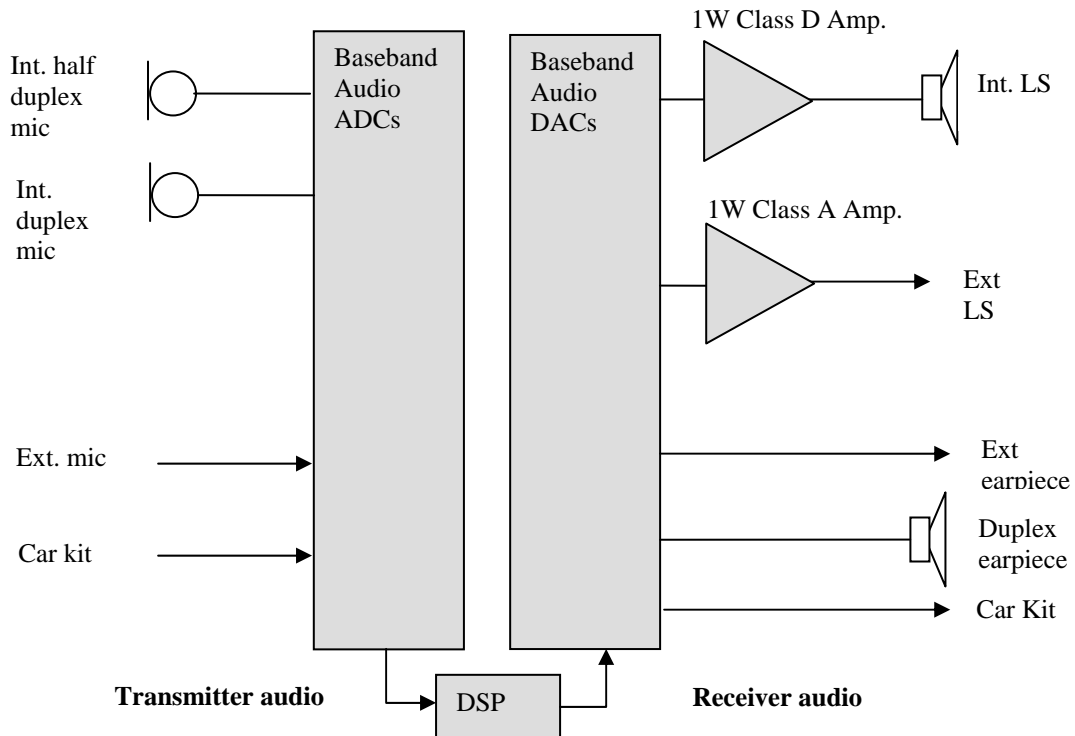 1W Class D Amp.
Int. half
duplex
mic
Baseband
Audio
ADCs
Baseband
Audio
DACs
Int. LS
Int.
duplex
mic
1W Class A Amp.
Ext
LS
Ext. mic
Ext
earpiece
Car kit
Duplex
earpiece
Car Kit
Transmitter audio
DSP
Receiver audio